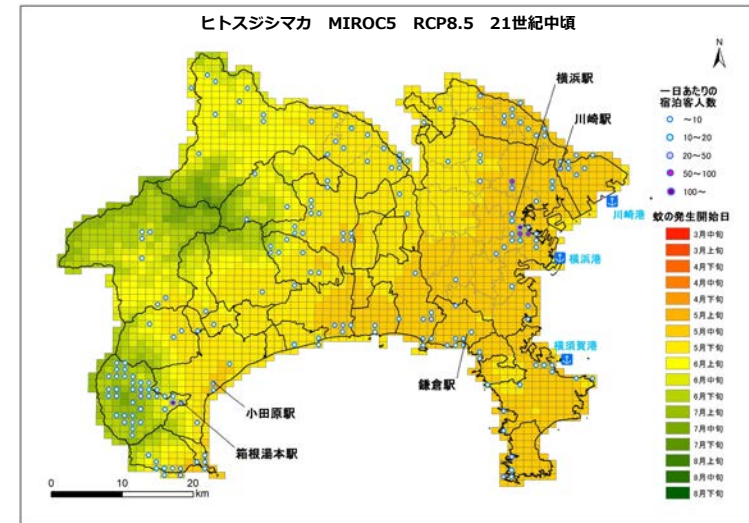 ヒトスジシマカ MIROC5 RCP8.5 21世紀中頃
N
横浜駅
川崎駅
一日あたりの
宿泊客人数
～10
10～20
20～50
50～100
100～
川崎港
横浜港
横須賀港
鎌倉駅
小田原駅
箱根湯本駅
蚊の発生開始日
3月中旬
3月上旬
4月下旬
4月中旬
4月下旬
5月上旬
5月中旬
5月下旬
6月上旬
6月中旬
6月下旬
7月上旬
7月中旬
7月下旬
8月上旬
8月中旬
8月下旬
0 10 20
km